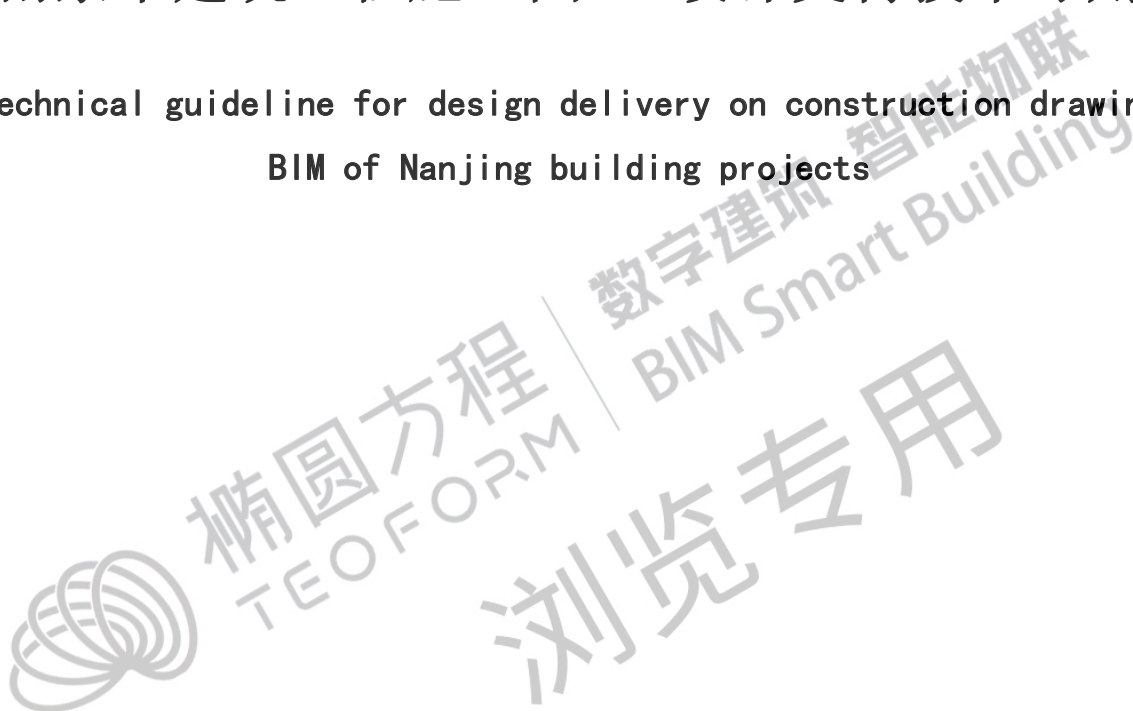 echnical guideline for design delivery on construction drawin
BIM of Nanjing building projects
数字建筑 智能物联
BIM Smart Building
椭圆方程
TEOFORM
浏览专用